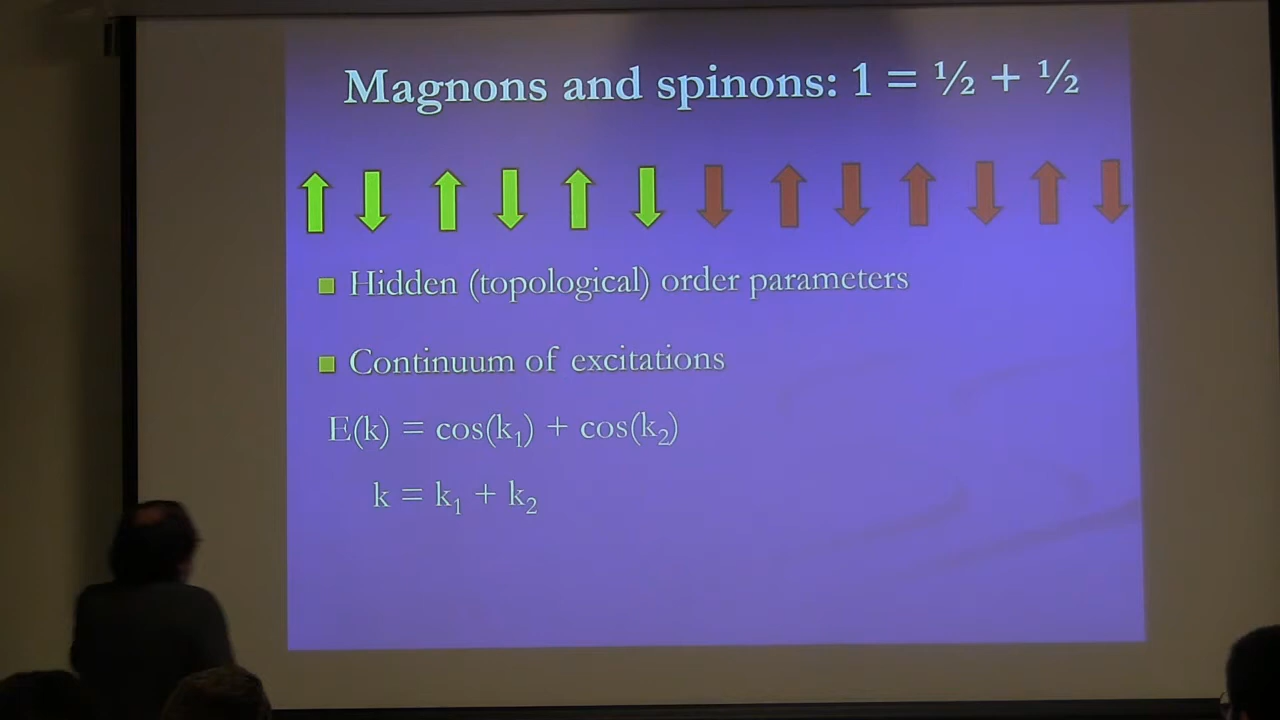 Magnons and spinons: 1 = ½ + ½
Hidden (topological) order parameters
Continuum of excitations
E(k) = cos(k₁) + cos(k₂)
k = k₁ + k₂